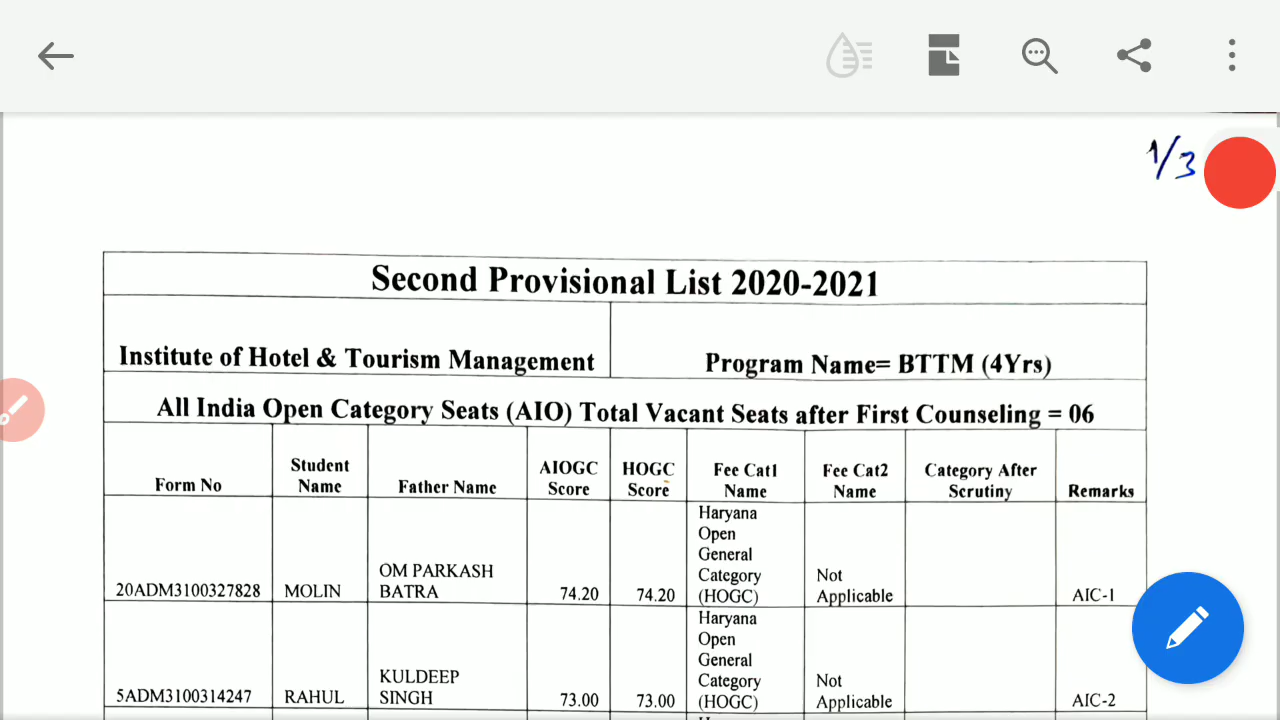 1/3
Second Provisional List 2020-2021
Institute of Hotel & Tourism Management
Program Name= BTTM (4Yrs)
All India Open Category Seats (AIO) Total Vacant Seats after First Counseling = 06
Form No
Student
Name
Father Name
AIOGC
Score
HOGC
Score
Fee Cat1
Name
Fee Cat2
Name
Category After
Scrutiny
Remarks
20ADM3100327828
MOLIN
OM PARKASH
BATRA
74.20
74.20
Haryana
Open
General
Category
(HOGC)
Not
Applicable
AIC-1
5ADM3100314247
RAHUL
KULDEEP
SINGH
73.00
73.00
Haryana
Open
General
Category
(HOGC)
Not
Applicable
AIC-2